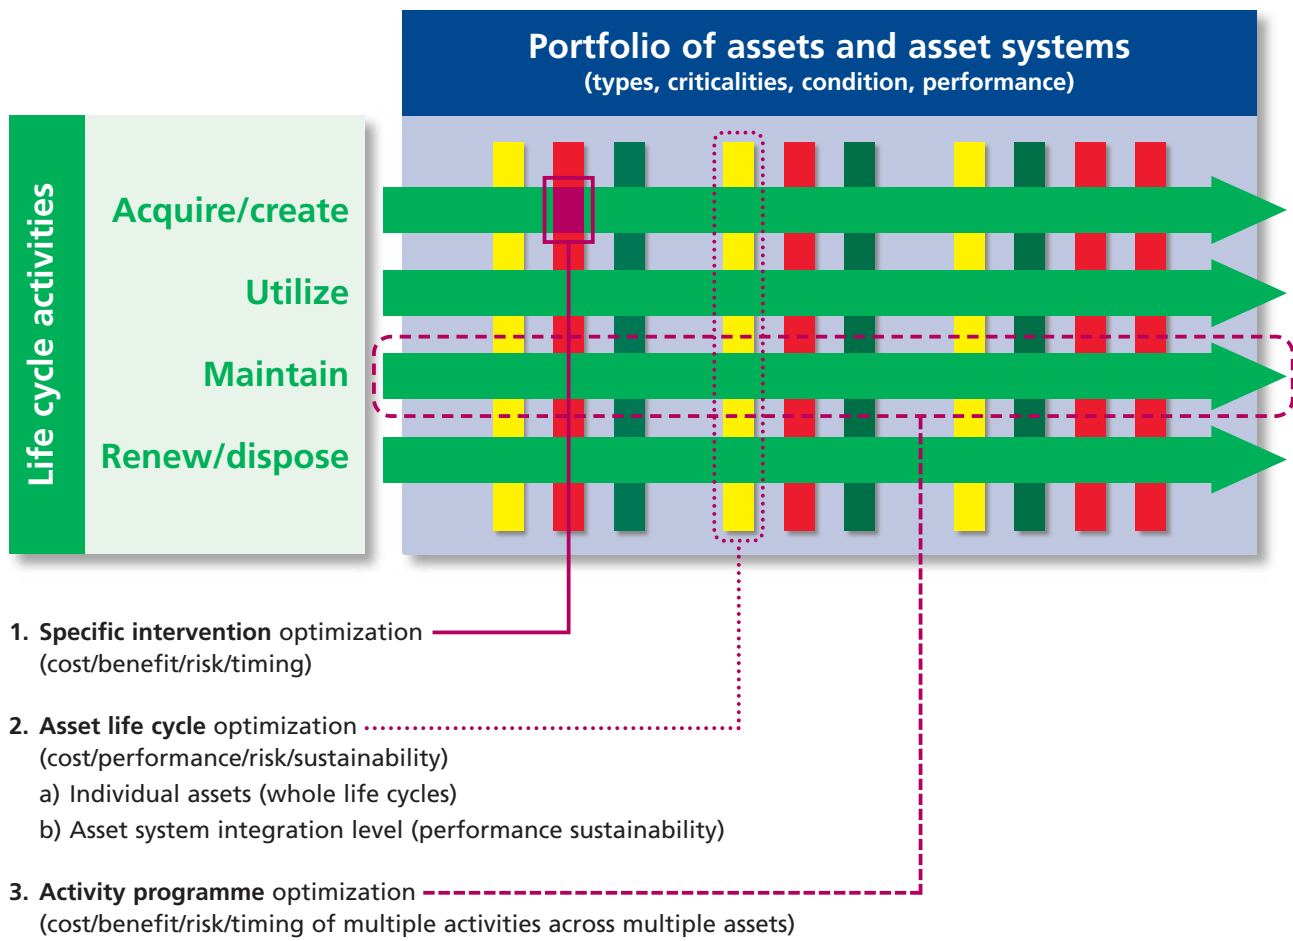 Portfolio of assets and asset systems
(types, criticalities, condition, performance)
Life cycle activities
Acquire/create
Utilize
Maintain
Renew/dispose
1. Specific intervention optimization
(cost/benefit/risk/timing)
2. Asset life cycle optimization
(cost/performance/risk/sustainability)
a) Individual assets (whole life cycles)
b) Asset system integration level (performance sustainability)
3. Activity programme optimization
(cost/benefit/risk/timing of multiple activities across multiple assets)